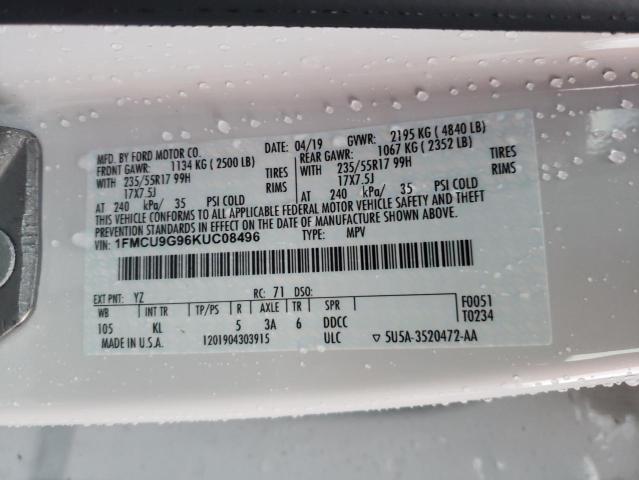 MFD. BY FORD MOTOR CO. DATE: 04/19 GVWR: 2195 KG ( 4840 LB)
FRONT GAWR: 1134 KG ( 2500 LB) REAR GAWR: 1067 KG ( 2352 LB)
WITH 235/55R17 99H TIRES WITH 235/55R17 99H TIRES
17X7.5J RIMS 17X7.5J RIMS
AT 240 kPa/ 35 PSI COLD AT 240 kPa/ 35 PSI COLD
THIS VEHICLE CONFORMS TO ALL APPLICABLE FEDERAL MOTOR VEHICLE SAFETY AND THEFT
PREVENTION STANDARDS IN EFFECT ON THE DATE OF MANUFACTURE SHOWN ABOVE.
VIN: 1FMCU9G96KUC08496 TYPE: MPV
EXT PNT: YZ RC: 71 DSO: F0051
WB INT TR TP/PS R AXLE TR SPR T0234
105 KL 5 3A 6 DDCC
MADE IN U.S.A. 1201904303915 ULC ▽ 5U5A-3520472-AA